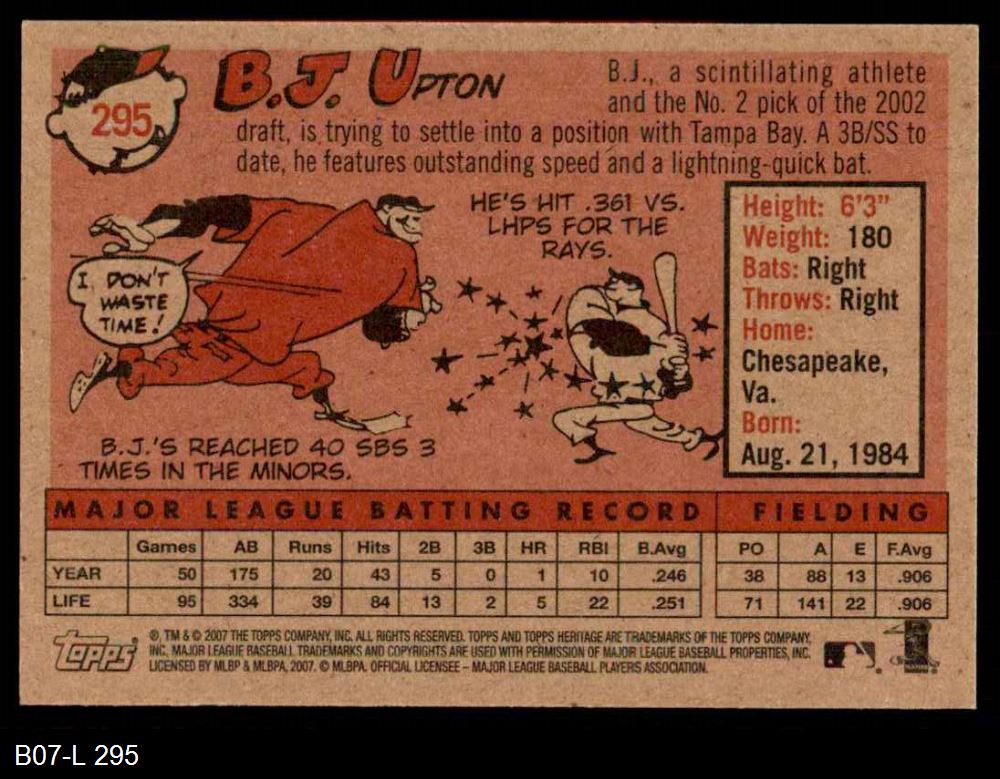 295
B.J. UPTON
B.J., a scintillating athlete
and the No. 2 pick of the 2002
draft, is trying to settle into a position with Tampa Bay. A 3B/SS to
date, he features outstanding speed and a lightning-quick bat.
I DON'T
WASTE
TIME!
B.J.'S REACHED 40 SBS 3
TIMES IN THE MINORS.
HE'S HIT .361 VS.
LHPS FOR THE
RAYS.
Height: 6'3"
Weight: 180
Bats: Right
Throws: Right
Home:
Chesapeake,
Va.
Born:
Aug. 21, 1984
MAJOR LEAGUE BATTING RECORD FIELDING
Games AB Runs Hits 2B 3B HR RBI B.Avg PO A E F.Avg
YEAR 50 175 20 43 5 0 1 10 .246 38 88 13 .906
LIFE 95 334 39 84 13 2 5 22 .251 71 141 22 .906
Topps
®, TM & © 2007 THE TOPPS COMPANY, INC. ALL RIGHTS RESERVED. TOPPS AND TOPPS HERITAGE ARE TRADEMARKS OF THE TOPPS COMPANY,
INC. MAJOR LEAGUE BASEBALL TRADEMARKS AND COPYRIGHTS ARE USED WITH PERMISSION OF MAJOR LEAGUE BASEBALL PROPERTIES, INC.
LICENSED BY MLBP & MLBPA, 2007. © MLBPA. OFFICIAL LICENSEE – MAJOR LEAGUE BASEBALL PLAYERS ASSOCIATION.
B07-L 295